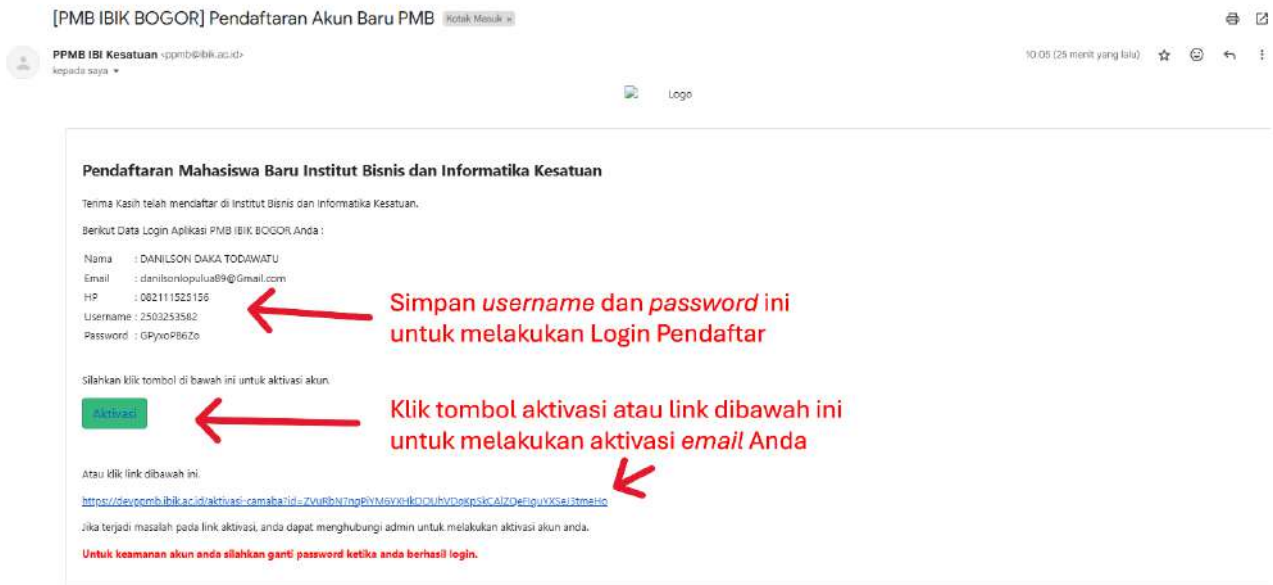 [PMB IBIK BOGOR] Pendaftaran Akun Baru PMB Kotak Masuk ×
PPMB IBI Kesatuan <ppmb@ibik.ac.id>
10:05 (25 menit yang lalu)
kepada saya
Logo
Pendaftaran Mahasiswa Baru Institut Bisnis dan Informatika Kesatuan
Terima Kasih telah mendaftar di Institut Bisnis dan Informatika Kesatuan.
Berikut Data Login Aplikasi PMB IBIK BOGOR Anda :
Nama : DANILSON DAKA TODAWATU
Email : danilsonlopulua89@Gmail.com
HP : 082111525156
Username : 2503253582
Password : GPyxoPB6Zo
Simpan username dan password ini
untuk melakukan Login Pendaftar
Silahkan klik tombol di bawah ini untuk aktivasi akun.
Aktivasi
Klik tombol aktivasi atau link dibawah ini
untuk melakukan aktivasi email Anda
Atau klik link dibawah ini.
Jika terjadi masalah pada link aktivasi, anda dapat menghubungi admin untuk melakukan aktivasi akun anda.
Untuk keamanan akun anda silahkan ganti password ketika anda berhasil login.